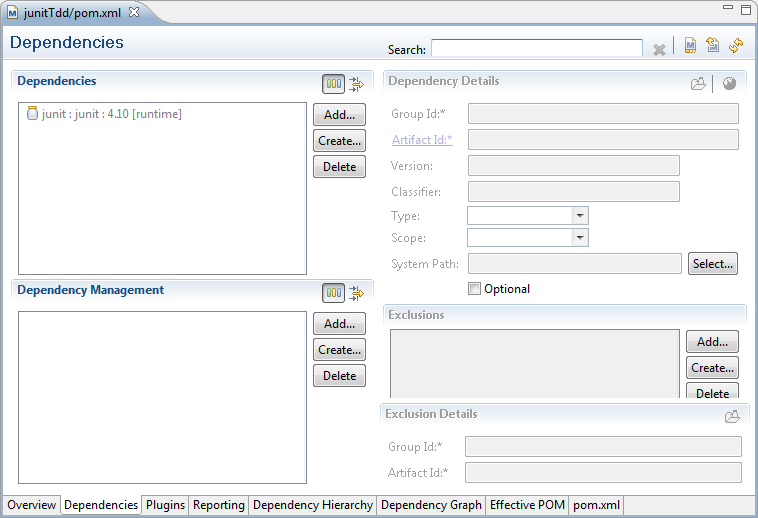 junitTdd/pom.xml
Dependencies
Search:
Dependencies
junit : junit : 4.10 [runtime]
Add...
Create...
Delete
Dependency Management
Add...
Create...
Delete
Dependency Details
Group Id:*
Artifact Id:*
Version:
Classifier:
Type:
Scope:
System Path:
Select...
Optional
Exclusions
Add...
Create...
Delete
Exclusion Details
Group Id:*
Artifact Id:*
Overview Dependencies Plugins Reporting Dependency Hierarchy Dependency Graph Effective POM pom.xml